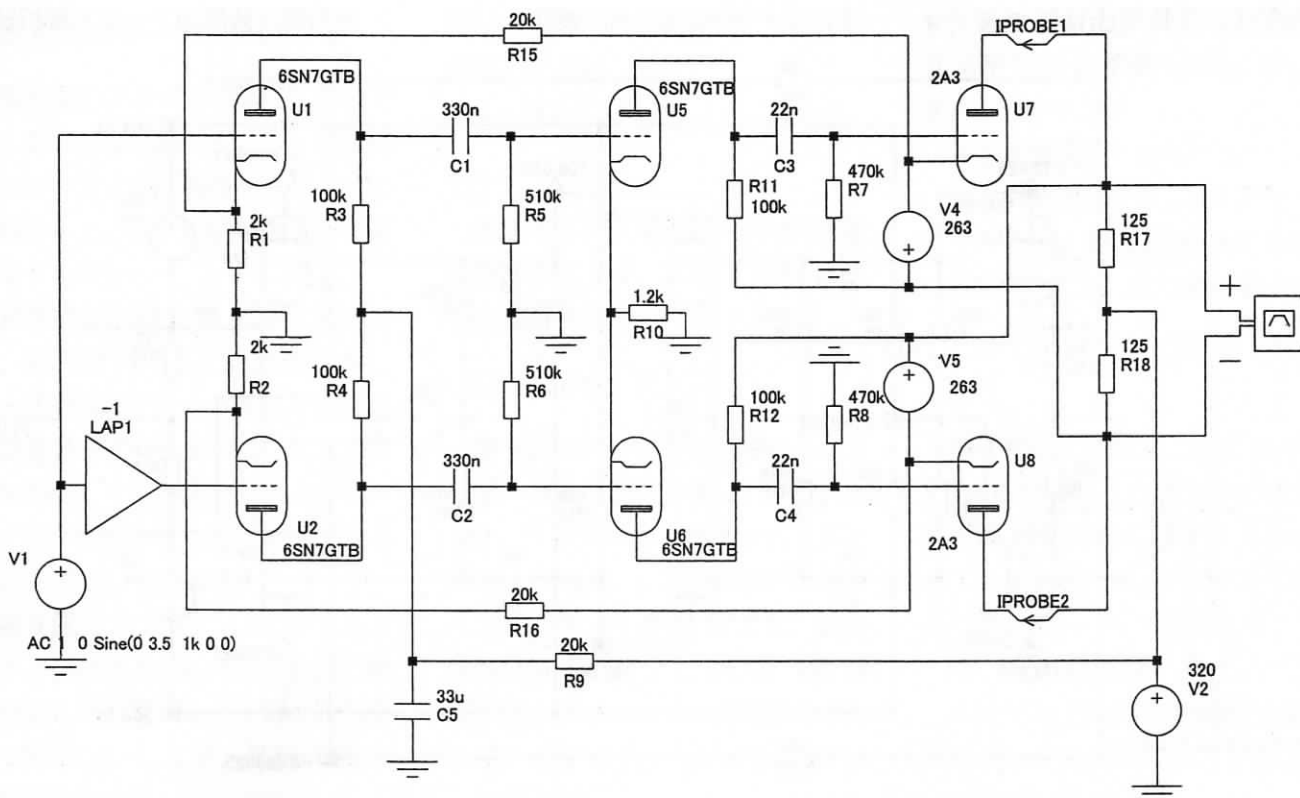 20k
R15
IPROBE1
6SN7GTB
U1
330n
C1
6SN7GTB
U5
22n
C3
2A3
U7
2k
R1
100k
R3
510k
R5
R11
100k
470k
R7
V4
263
125
R17
1.2k
R10
+
−
2k
R2
100k
R4
510k
R6
100k
R12
470k
R8
V5
263
125
R18
-1
LAP1
330n
C2
22n
C4
U8
2A3
U2
6SN7GTB
U6
6SN7GTB
V1
+
AC 1 0 Sine(0 3.5 1k 0 0)
20k
R16
IPROBE2
20k
R9
33u
C5
320
V2
+
+
+